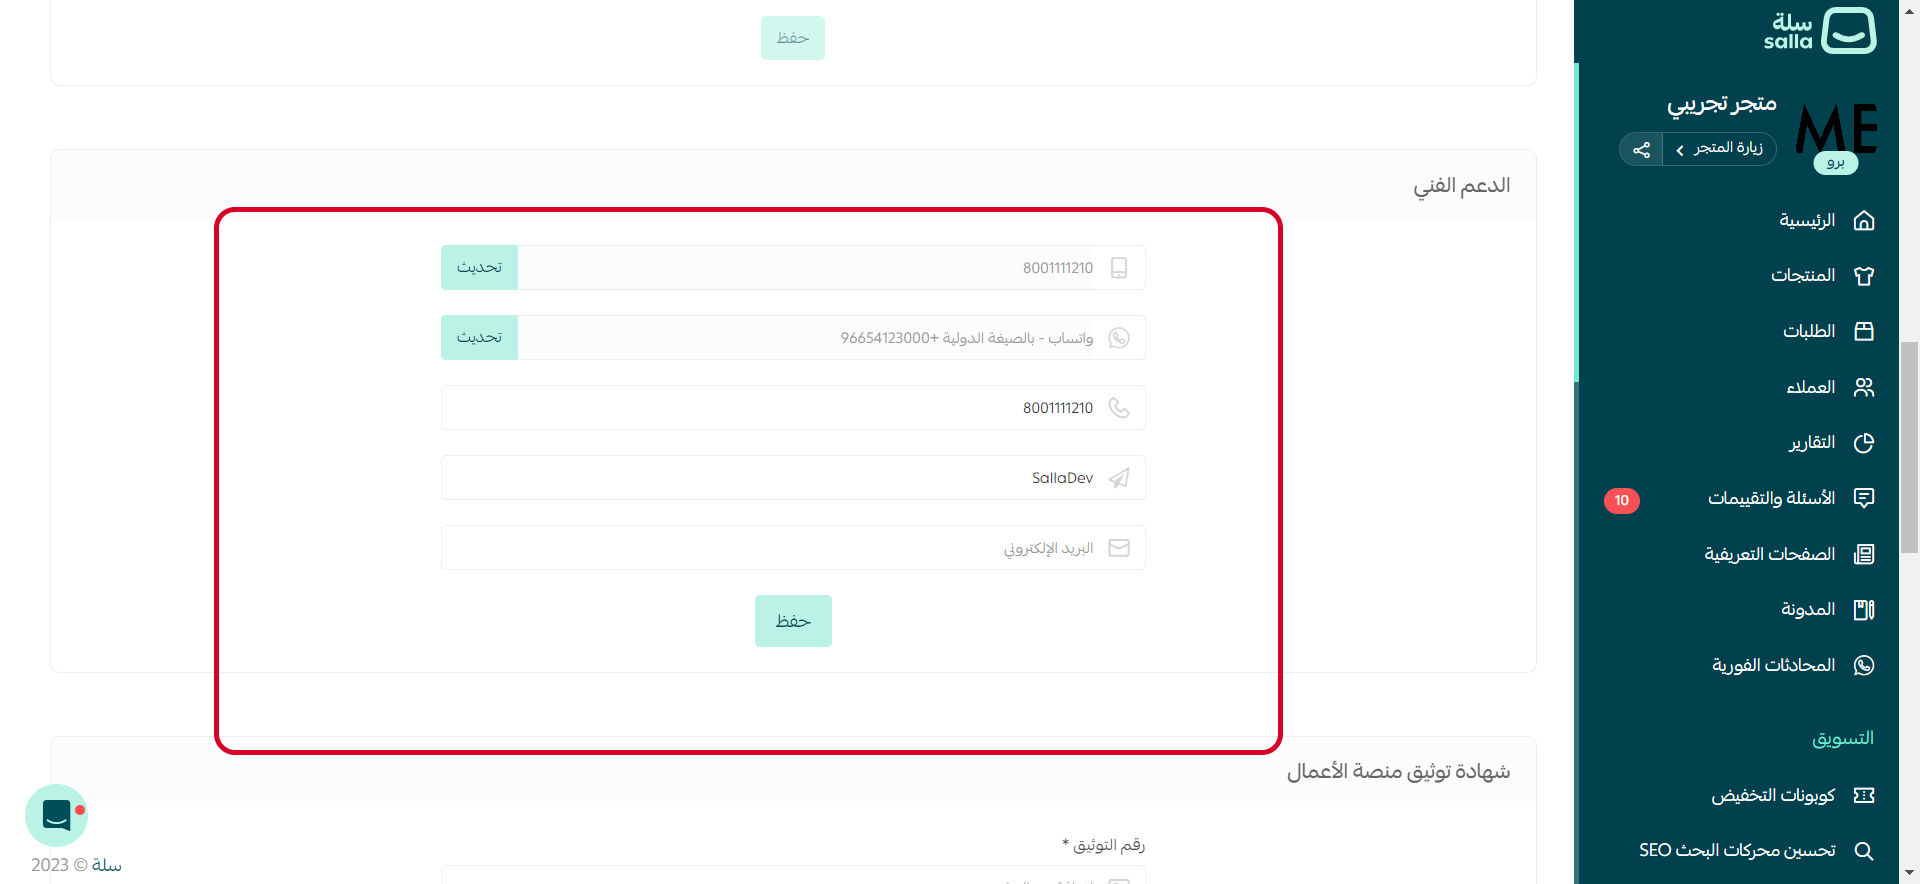 سلة
salla
متجر تجريبي
ME
زيارة المتجر
برو
الرئيسية
المنتجات
الطلبات
العملاء
التقارير
الأسئلة والتقييمات
10
الصفحات التعريفية
المدونة
المحادثات الفورية
التسويق
كوبونات التخفيض
تحسين محركات البحث SEO
حفظ
الدعم الفني
8001111210
تحديث
واتساب - بالصيغة الدولية +96654123000
تحديث
8001111210
SallaDev
البريد الإلكتروني
حفظ
شهادة توثيق منصة الأعمال
رقم التوثيق *
سلة © 2023